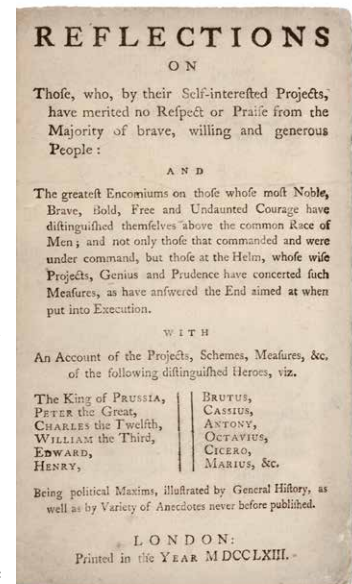 REFLECTIONS
ON
Thoſe, who, by their Self-intereſted Projects,
have merited no Reſpect or Praiſe from the
Majority of brave, willing and generous
People :
AND
The greateſt Encomiums on thoſe whoſe moſt Noble,
Brave, Bold, Free and Undaunted Courage have
diſtinguiſhed themſelves above the common Race of
Men ; and not only thoſe that commanded and were
under command, but thoſe at the Helm, whoſe wiſe
Projects, Genius and Prudence have concerted ſuch
Meaſures, as have anſwered the End aimed at when
put into Execution.
WITH
An Account of the Projects, Schemes, Meaſures, &c.
of the following diſtinguiſhed Heroes, viz.
The King of PRUSSIA,
PETER the Great,
CHARLES the Twelfth,
WILLIAM the Third,
EDWARD,
HENRY,
BRUTUS,
CASSIUS,
ANTONY,
OCTAVIUS,
CICERO,
MARIUS, &c.
Being political Maxims, illuſtrated by General Hiſtory, as
well as by Variety of Anecdotes never before publiſhed.
LONDON:
Printed in the YEAR MDCCLXIII.